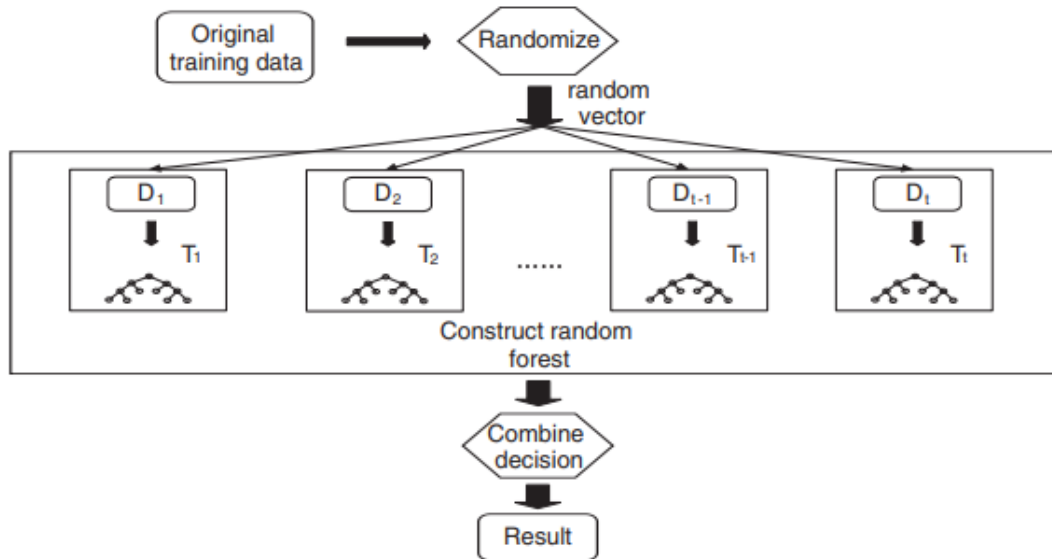 Original
training data
Randomize
random
vector
D1
D2
Dt-1
Dt
T1
T2
......
Tt-1
Tt
Construct random
forest
Combine
decision
Result